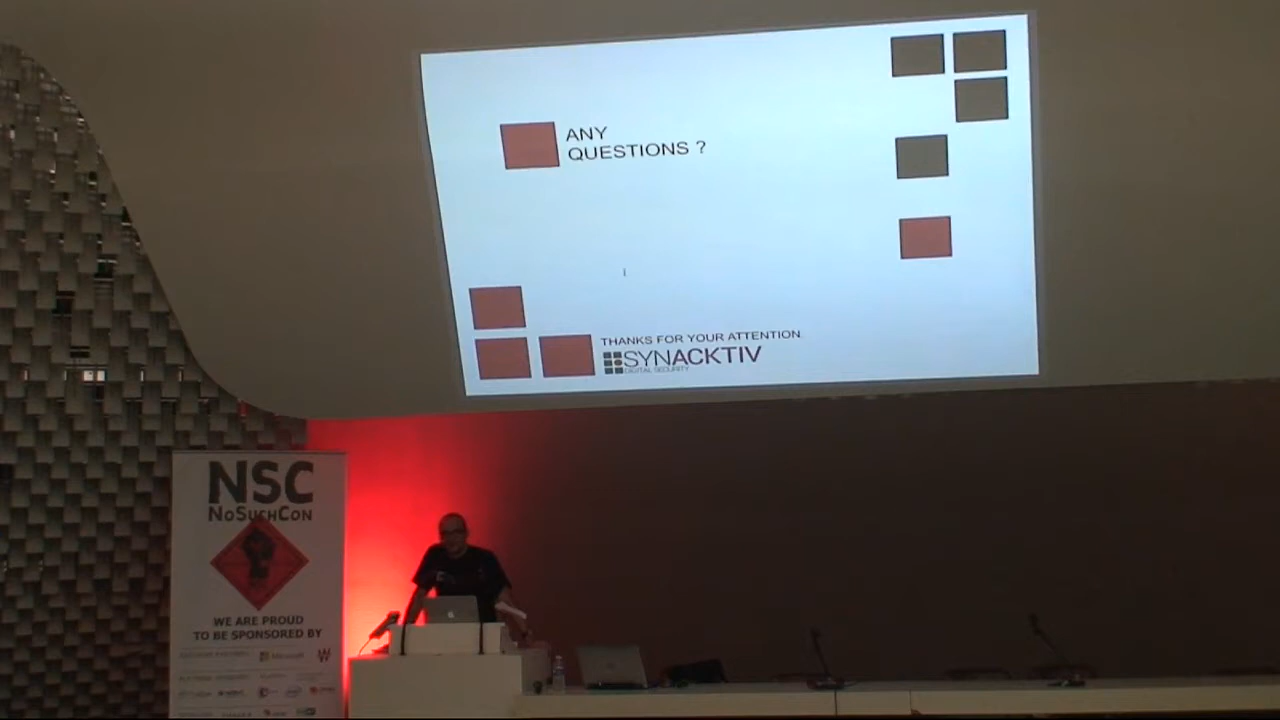 ANY
QUESTIONS ?
THANKS FOR YOUR ATTENTION
SYNACKTIV
DIGITAL SECURITY
NSC
NoSuchCon
WE ARE PROUD
TO BE SPONSORED BY
Microsoft